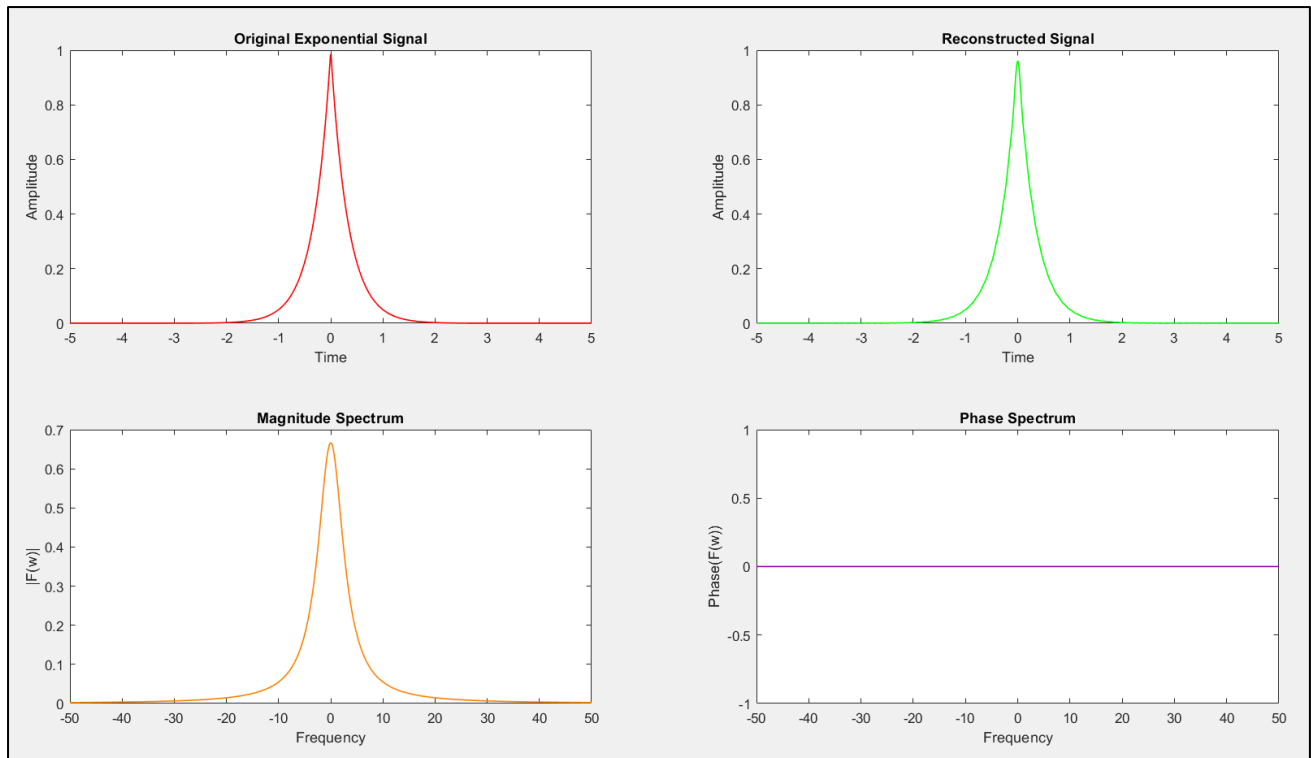 Original Exponential Signal
1
0.8
0.6
0.4
0.2
0
Amplitude
-5 -4 -3 -2 -1 0 1 2 3 4 5
Time
Reconstructed Signal
1
0.8
0.6
0.4
0.2
0
Amplitude
-5 -4 -3 -2 -1 0 1 2 3 4 5
Time
Magnitude Spectrum
0.7
0.6
0.5
0.4
0.3
0.2
0.1
0
|F(w)|
-50 -40 -30 -20 -10 0 10 20 30 40 50
Frequency
Phase Spectrum
1
0.5
0
-0.5
-1
Phase(F(w))
-50 -40 -30 -20 -10 0 10 20 30 40 50
Frequency